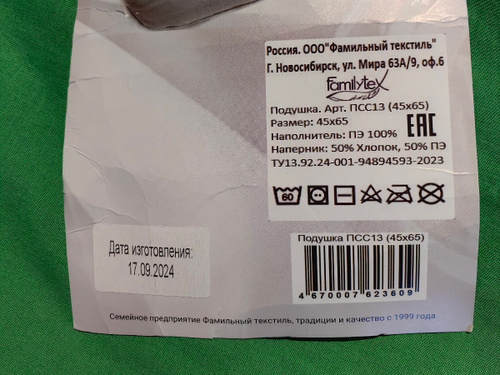 Россия. ООО"Фамильный текстиль"
Г. Новосибирск, ул. Мира 63А/9, оф.6
Familytex
Подушка. Арт. ПСС13 (45х65)
Размер: 45х65
Наполнитель: ПЭ 100%
EAC
Наперник: 50% Хлопок, 50% ПЭ
ТУ13.92.24-001-94894593-2023
60
Подушка ПСС13 (45х65)
4 670007 623609
Дата изготовления:
17.09.2024
Семейное предприятие Фамильный текстиль, традиции и качество с 1999 года